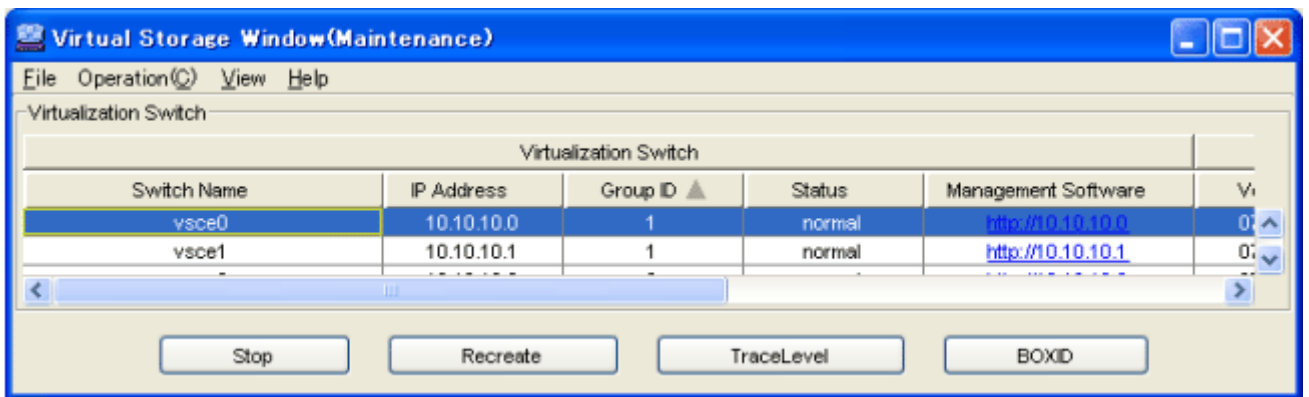 Virtual Storage Window(Maintenance)
File Operation(C) View Help
Virtualization Switch
Virtualization Switch
Switch Name IP Address Group ID Status Management Software
vsce0 10.10.10.0 1 normal http://10.10.10.0
vsce1 10.10.10.1 1 normal http://10.10.10.1
Stop Recreate TraceLevel BOXID